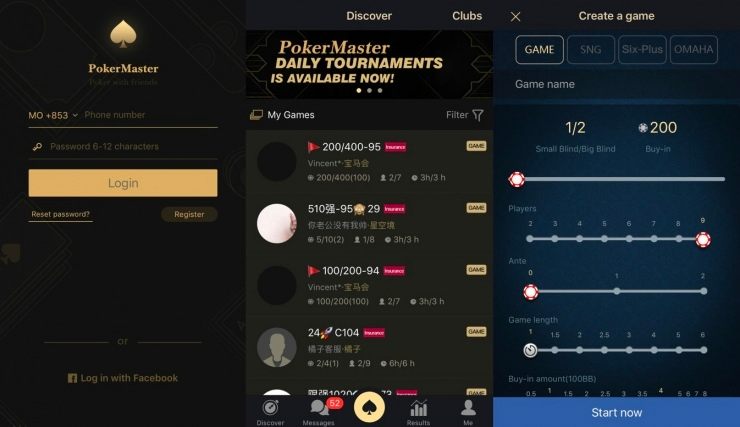 PokerMaster
Poker with friends
MO +853
Phone number
Password 6-12 characters
Login
Reset password?
Register
or
Log in with Facebook
Discover
Clubs
PokerMaster
DAILY TOURNAMENTS
IS AVAILABLE NOW!
My Games
Filter
200/400-95 Insurance
GAME
Vincent*·宝马会
200/400(100) 2/7 3h/3h
510强-95 29 Insurance
GAME
你老公没有我帅·星空境
5/10(2) 1/8 3h/3h
100/200-94 Insurance
GAME
Vincent*·宝马会
100/200(100) 2/7 3h/3h
24 C104 Insurance
GAME
橘子客服·橘子
2/4(1) 2/9 6h/6h
GAME
Discover
Messages
52
Results
Me
Create a game
GAME
SNG
Six-Plus
OMAHA
Game name
1/2
200
Small Blind/Big Blind
Buy-in
Players
2 3 4 5 6 7 8 9
Ante
0 1 2
Game length
1 1.5 2 2.5 3 4 5 6
Buy-in amount(100BB)
0.5 1 1.5 2 2.5 3 3.5 4 5 6 7 8
Start now